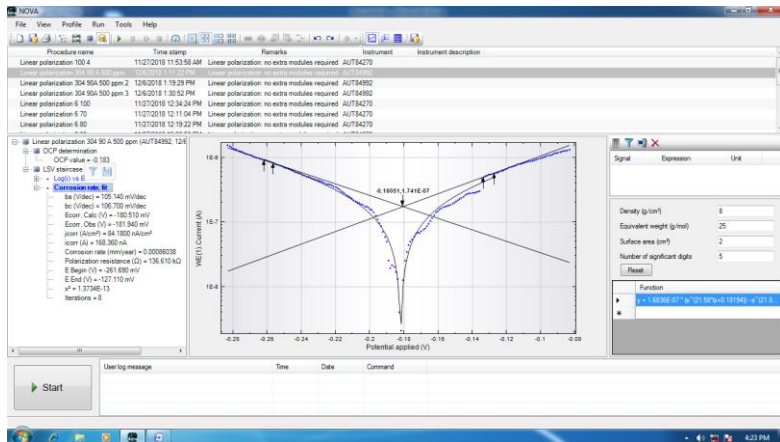 NOVA
File View Profile Run Tools Help
Procedure name Time stamp Remarks Instrument Instrument description
Linear polarization 100 4 11/27/2018 11:53:58 AM Linear polarization: no extra modules required AUT84270
Linear polarization 304 90 A 500 ppm 12/6/2018 1:11:22 PM Linear polarization: no extra modules required AUT84992
Linear polarization 304 90A 500 ppm 2 12/6/2018 1:19:29 PM Linear polarization: no extra modules required AUT84992
Linear polarization 304 90A 500 ppm 3 12/6/2018 1:30:52 PM Linear polarization: no extra modules required AUT84992
Linear polarization 6 100 11/27/2018 12:34:24 PM Linear polarization: no extra modules required AUT84270
Linear polarization 6 70 11/27/2018 12:11:04 PM Linear polarization: no extra modules required AUT84270
Linear polarization 6 80 11/27/2018 12:19:22 PM Linear polarization: no extra modules required AUT84270
Linear polarization 304 90 A 500 ppm (AUT84992, 12/6
OCP determination
OCP value = -0.183
LSV staircase
Log(i) vs E
Corrosion rate, fit
ba (V/dec) = 105.140 mV/dec
bc (V/dec) = 106.700 mV/dec
Ecorr, Calc (V) = -180.510 mV
Ecorr, Obs (V) = -181.940 mV
jcorr (A/cm²) = 84.1800 nA/cm²
icorr (A) = 168.360 nA
Corrosion rate (mm/year) = 0.00086038
Polarization resistance (Ω) = 136.610 kΩ
E Begin (V) = -261.690 mV
E End (V) = -127.110 mV
x² = 1.3734E-13
Iterations = 8
WE(1).Current (A)
1E-6
1E-7
1E-8
-0.18051,1.741E-07
-0.28 -0.26 -0.24 -0.22 -0.2 -0.18 -0.16 -0.14 -0.12 -0.1 -0.08
Potential applied (V)
Signal Expression Unit
Density (g/cm³) 8
Equivalent weight (g/mol) 25
Surface area (cm²) 2
Number of significant digits 5
Reset
Function
y = 1.6836E-07 * (e^(21.58*(x+0.18194)) - e^(21.8...
Start
User log message Time Date Command
4:23 PM